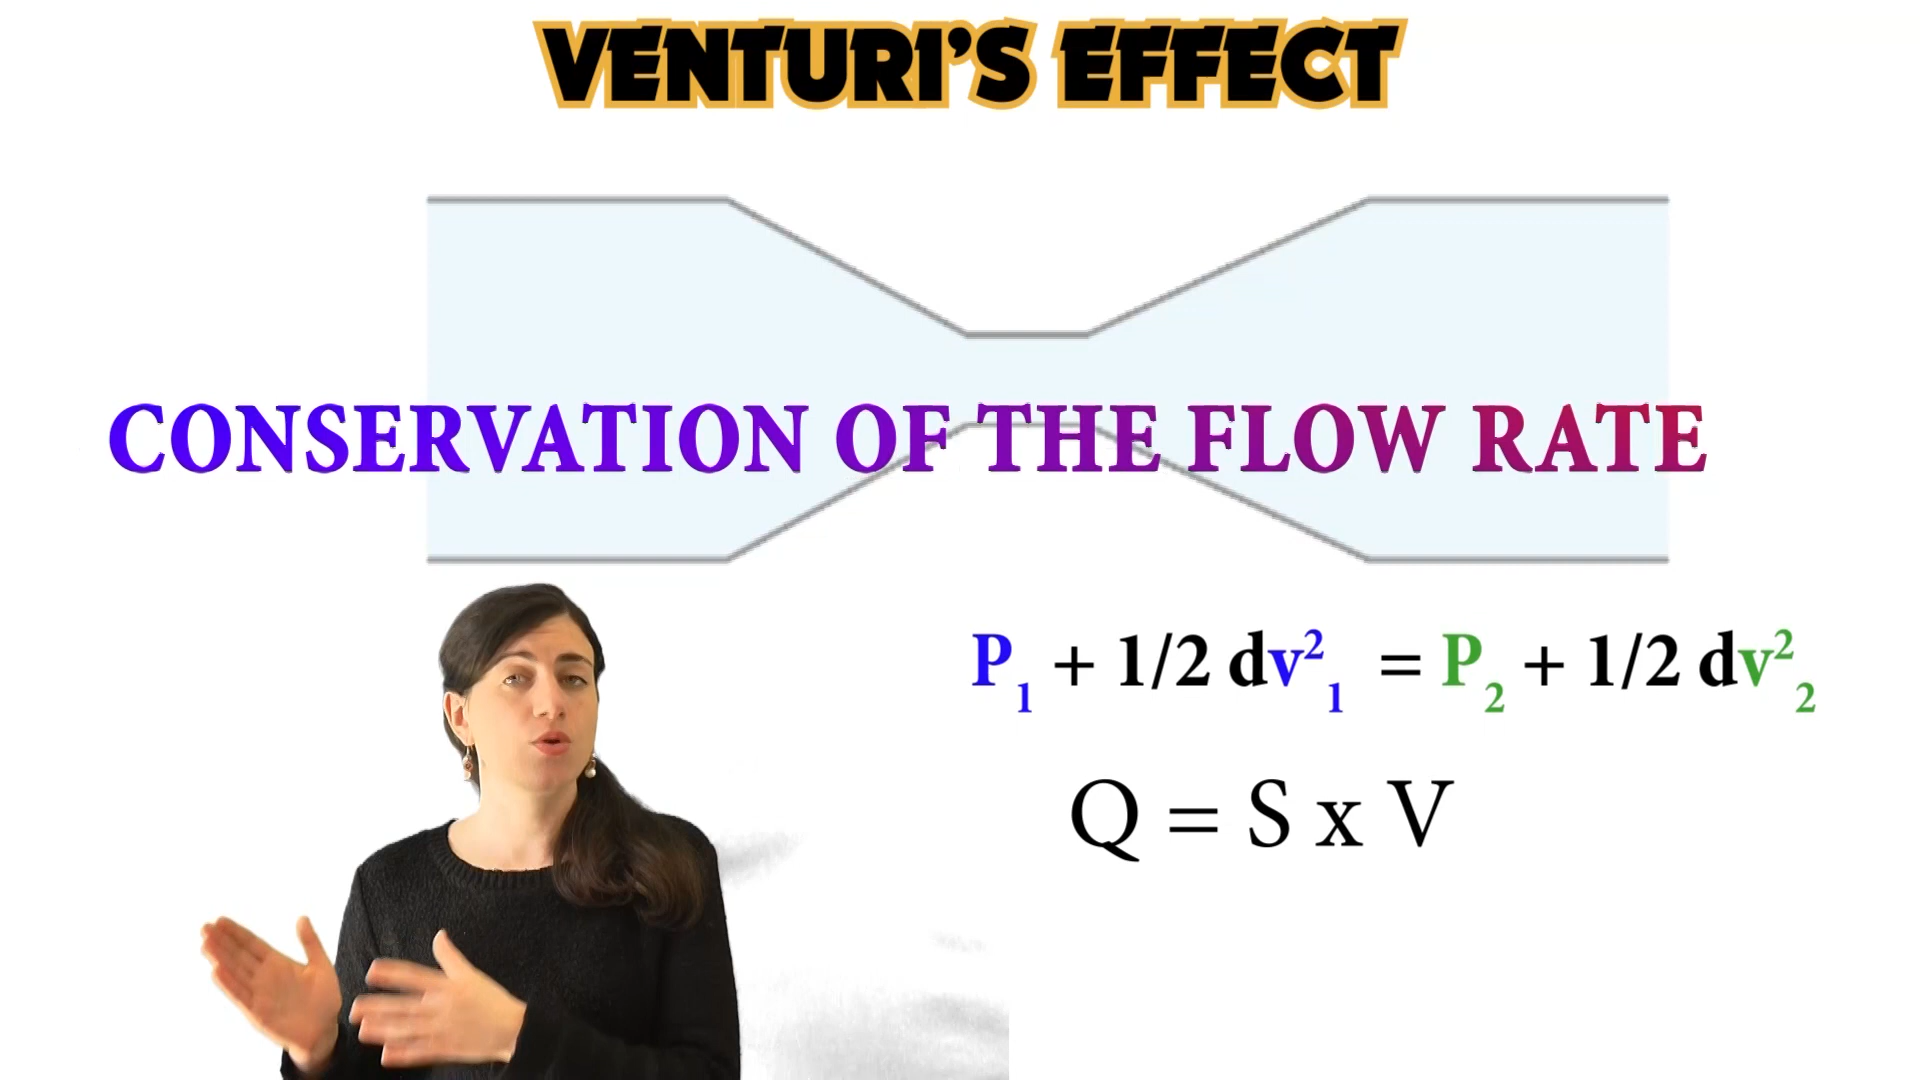 VENTURI'S EFFECT
CONSERVATION OF THE FLOW RATE
P₁ + 1/2 dv²₁ = P₂ + 1/2 dv²₂
Q = S x V